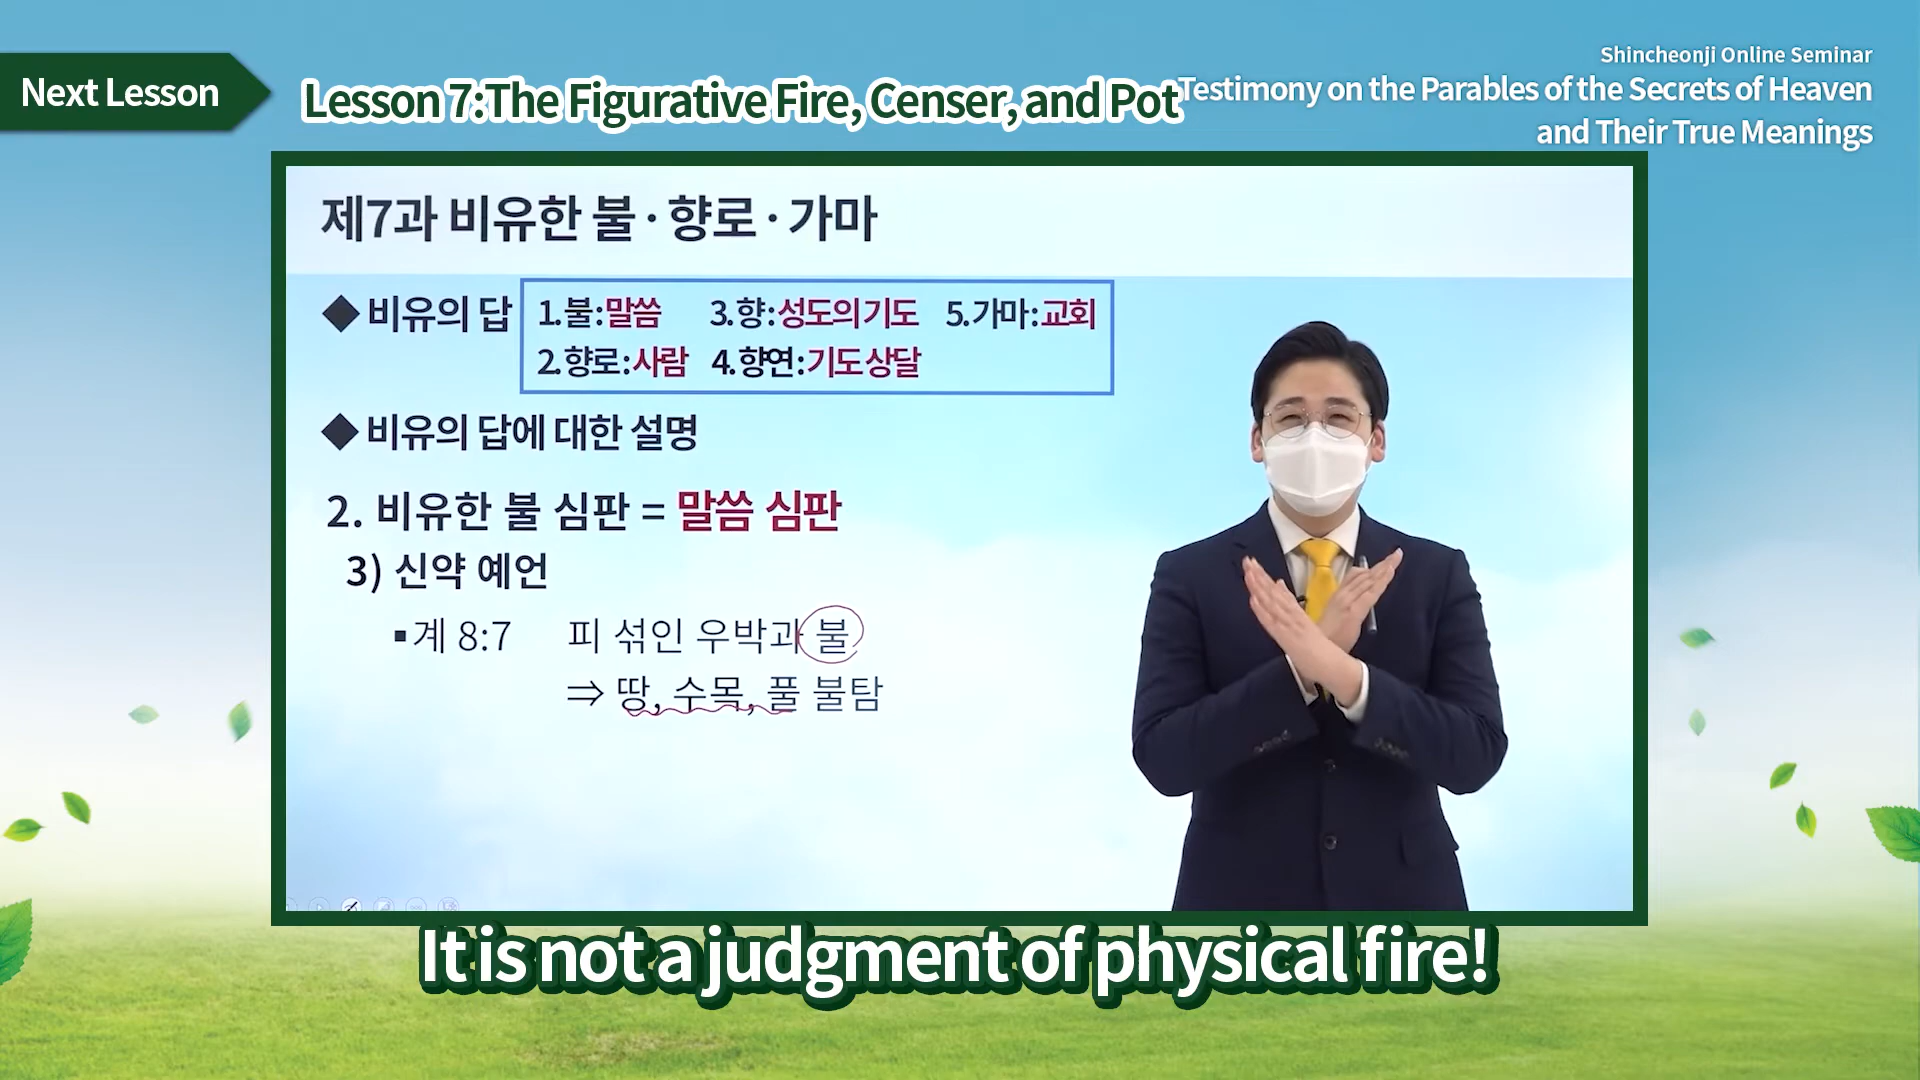 Next Lesson
Lesson 7:The Figurative Fire, Censer, and Pot
Shincheonji Online Seminar
Testimony on the Parables of the Secrets of Heaven
and Their True Meanings
제7과 비유한 불·향로·가마
◆ 비유의 답
1.불:말씀 3.향:성도의 기도 5.가마:교회
2.향로:사람 4.향연:기도 상달
◆ 비유의 답에 대한 설명
2. 비유한 불 심판 = 말씀 심판
3) 신약 예언
▪계 8:7 피 섞인 우박과 불
⇒ 땅, 수목, 풀 불탐
It is not a judgment of physical fire!